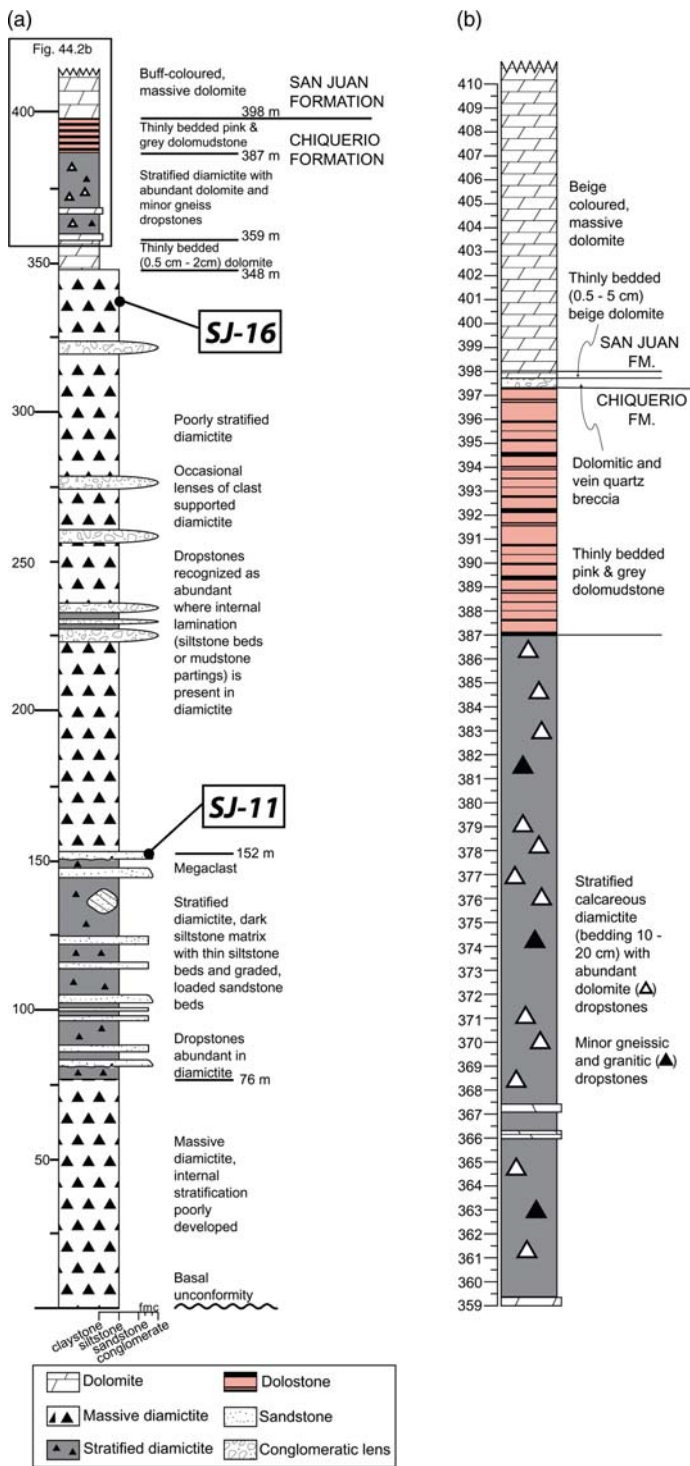 (a)
Fig. 44.2b
400
350
300
250
200
150
100
50
Buff-coloured,
massive dolomite
SAN JUAN
FORMATION
398 m
Thinly bedded pink &
grey dolomudstone
CHIQUERIO
FORMATION
387 m
Stratified diamictite with
abundant dolomite and
minor gneiss
dropstones
359 m
Thinly bedded
(0.5 cm - 2cm) dolomite
348 m
SJ-16
Poorly stratified
diamictite
Occasional
lenses of clast
supported
diamictite
Dropstones
recognized as
abundant
where internal
lamination
(siltstone beds
or mudstone
partings) is
present in
diamictite
SJ-11
152 m
Megaclast
Stratified
diamictite, dark
siltstone matrix
with thin siltstone
beds and graded,
loaded sandstone
beds
Dropstones
abundant in
diamictite
76 m
Massive
diamictite,
internal
stratification
poorly
developed
Basal
unconformity
fmc
claystone
siltstone
sandstone
conglomerate
Dolomite
Dolostone
Massive diamictite
Sandstone
Stratified diamictite
Conglomeratic lens
(b)
410
409
408
407
406
405
404
403
402
401
400
399
398
397
396
395
394
393
392
391
390
389
388
387
386
385
384
383
382
381
380
379
378
377
376
375
374
373
372
371
370
369
368
367
366
365
364
363
362
361
360
359
Beige
coloured,
massive
dolomite
Thinly bedded
(0.5 - 5 cm)
beige dolomite
SAN JUAN
FM.
CHIQUERIO
FM.
Dolomitic and
vein quartz
breccia
Thinly bedded
pink & grey
dolomudstone
Stratified
calcareous
diamictite
(bedding 10 -
20 cm) with
abundant
dolomite (△)
dropstones
Minor gneissic
and granitic (▲)
dropstones